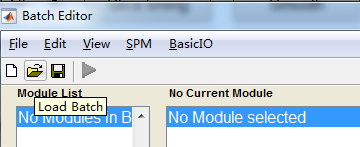 Batch Editor
File Edit View SPM BasicIO
Module List No Current Module
No Modules in B No Module selected
Load Batch